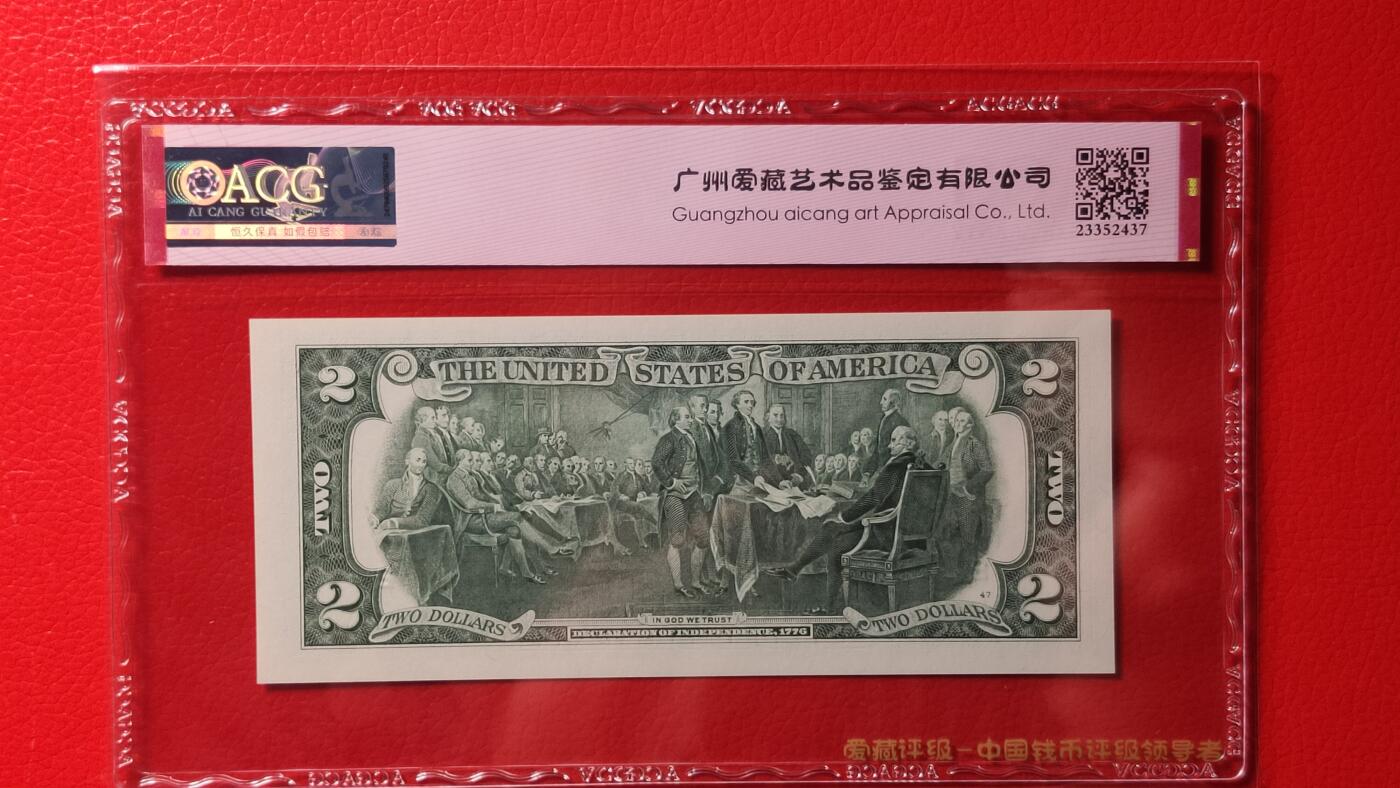 ACG
AI CANG GUARANTY
恒久保真 如假包赔
广州爱藏艺术品鉴定有限公司
Guangzhou aicang art Appraisal Co., Ltd.
23352437
THE UNITED STATES OF AMERICA
2
2
TWO
TWO
47
2
2
TWO DOLLARS
IN GOD WE TRUST
TWO DOLLARS
DECLARATION OF INDEPENDENCE, 1776
爱藏评级-中国钱币评级领导者